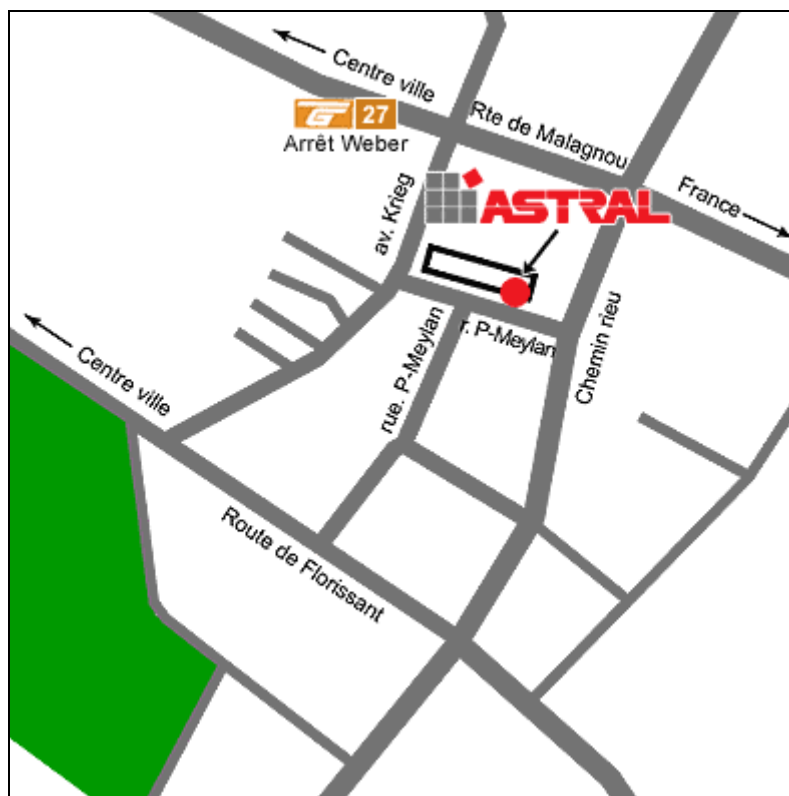 Centre ville
27
Arrêt Weber
Rte de Malagnou
France
av. Krieg
ASTRAL
r. P-Meylan
rue. P-Meylan
Chemin rieu
Centre ville
Route de Florissant